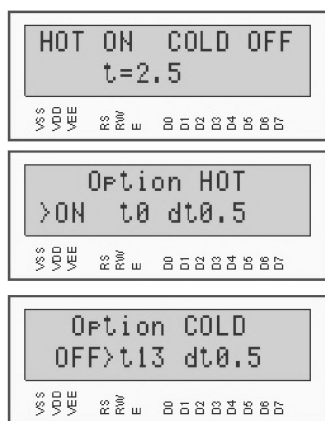 HOT ON COLD OFF
t=2.5
VSS VDD VEE RS RW E D0 D1 D2 D3 D4 D5 D6 D7
Option HOT
>ON t0 dt0.5
VSS VDD VEE RS RW E D0 D1 D2 D3 D4 D5 D6 D7
Option COLD
OFF>t13 dt0.5
VSS VDD VEE RS RW E D0 D1 D2 D3 D4 D5 D6 D7